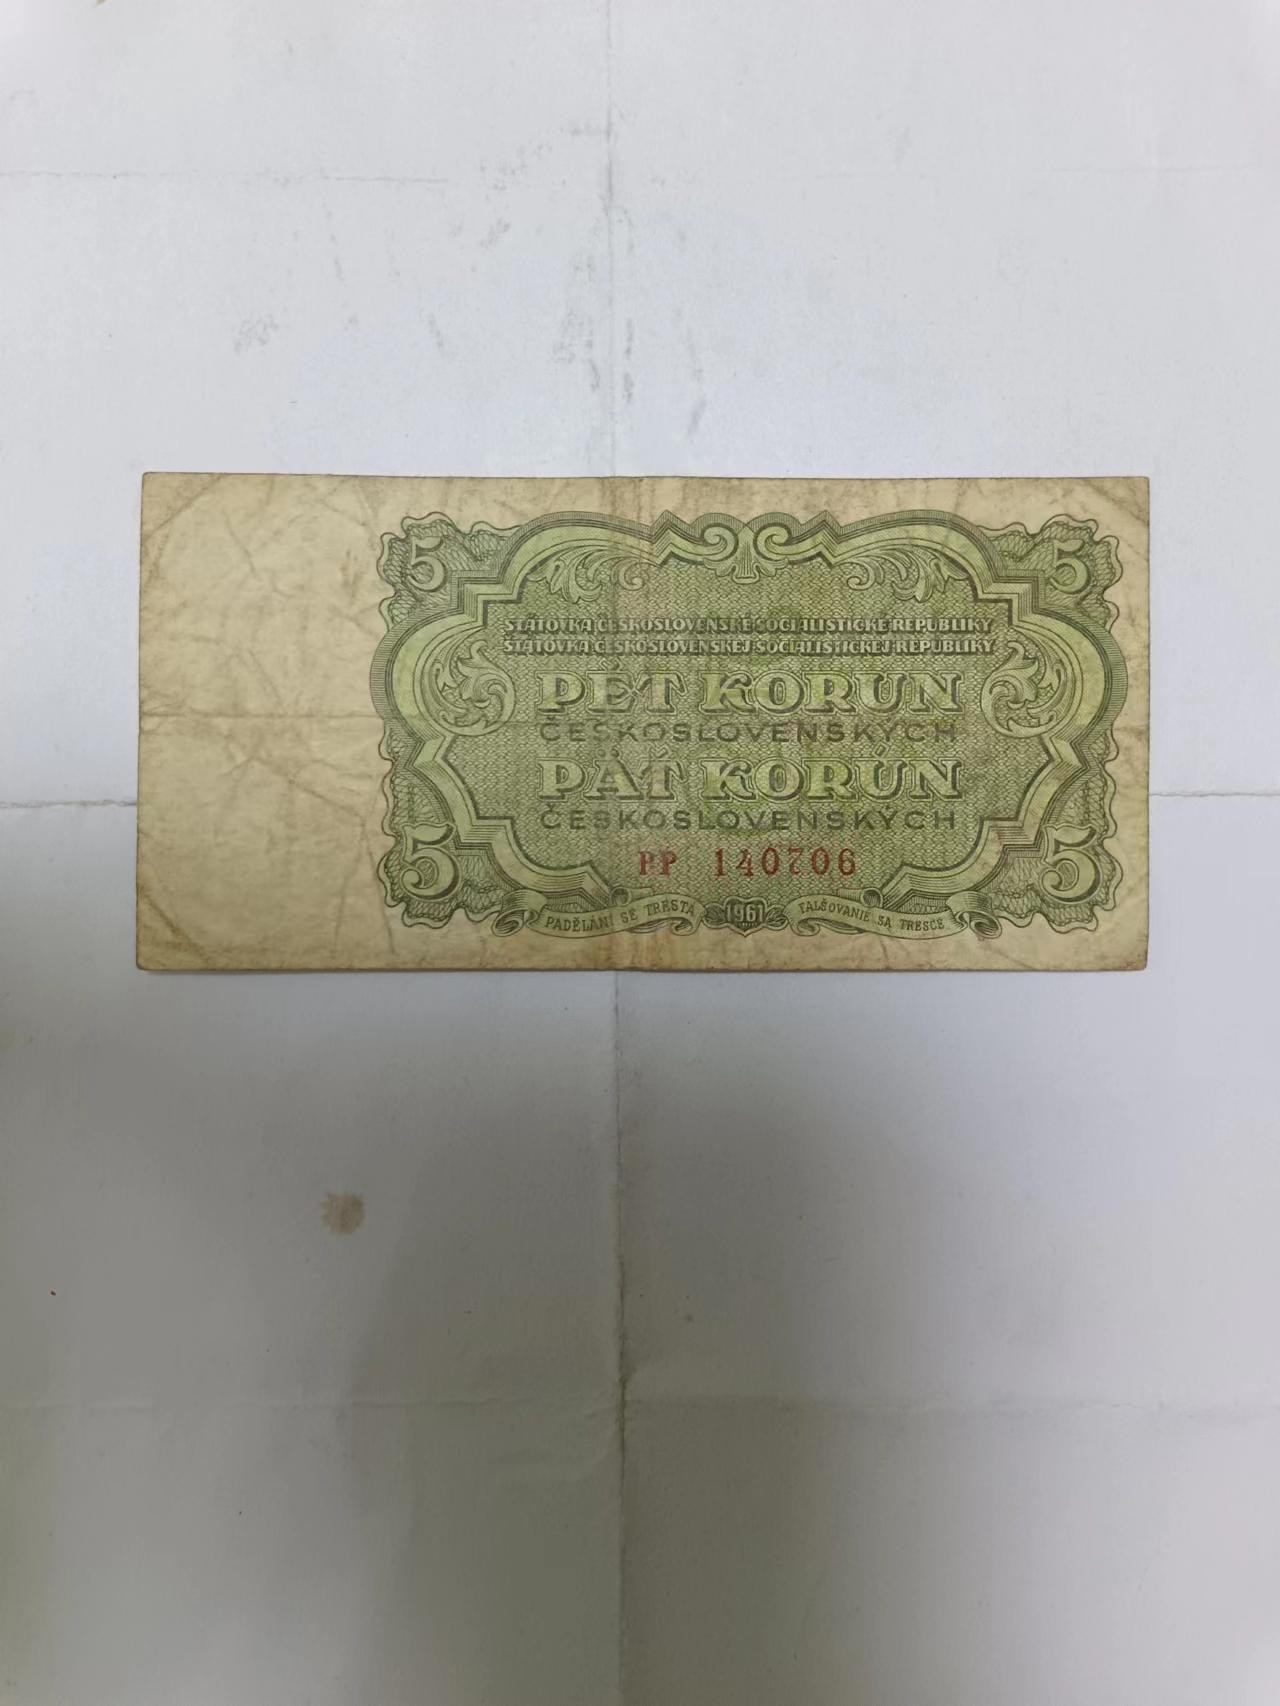 5 5
STÁTOVKA ČESKOSLOVENSKÉ SOCIALISTICKÉ REPUBLIKY
ŠTÁTOVKA ČESKOSLOVENSKEJ SOCIALISTICKEJ REPUBLIKY
PĚT KORUN
ČESKOSLOVENSKÝCH
PÄŤ KORÚN
ČESKOSLOVENSKÝCH
PP 140706
5 5
PADĚLÁNÍ SE TRESTÁ 1961 FALŠOVANIE SA TRESCE